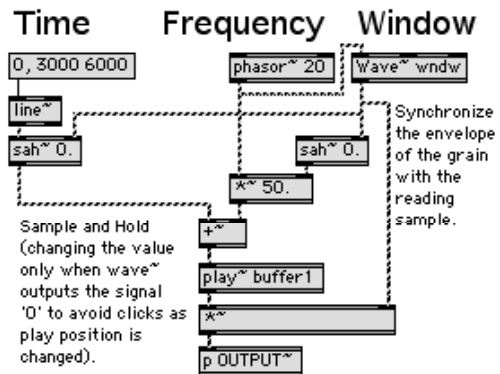 Time Frequency Window
0, 3000 6000
phasor~ 20
Wave~ wndw
line~
sah~ 0.
sah~ 0.
Synchronize
the envelope
of the grain
with the
reading
sample.
*~ 50.
Sample and Hold
(changing the value
only when wave~
outputs the signal
'0' to avoid clicks as
play position is
changed).
+~
play~ buffer1
*~
p OUTPUT~